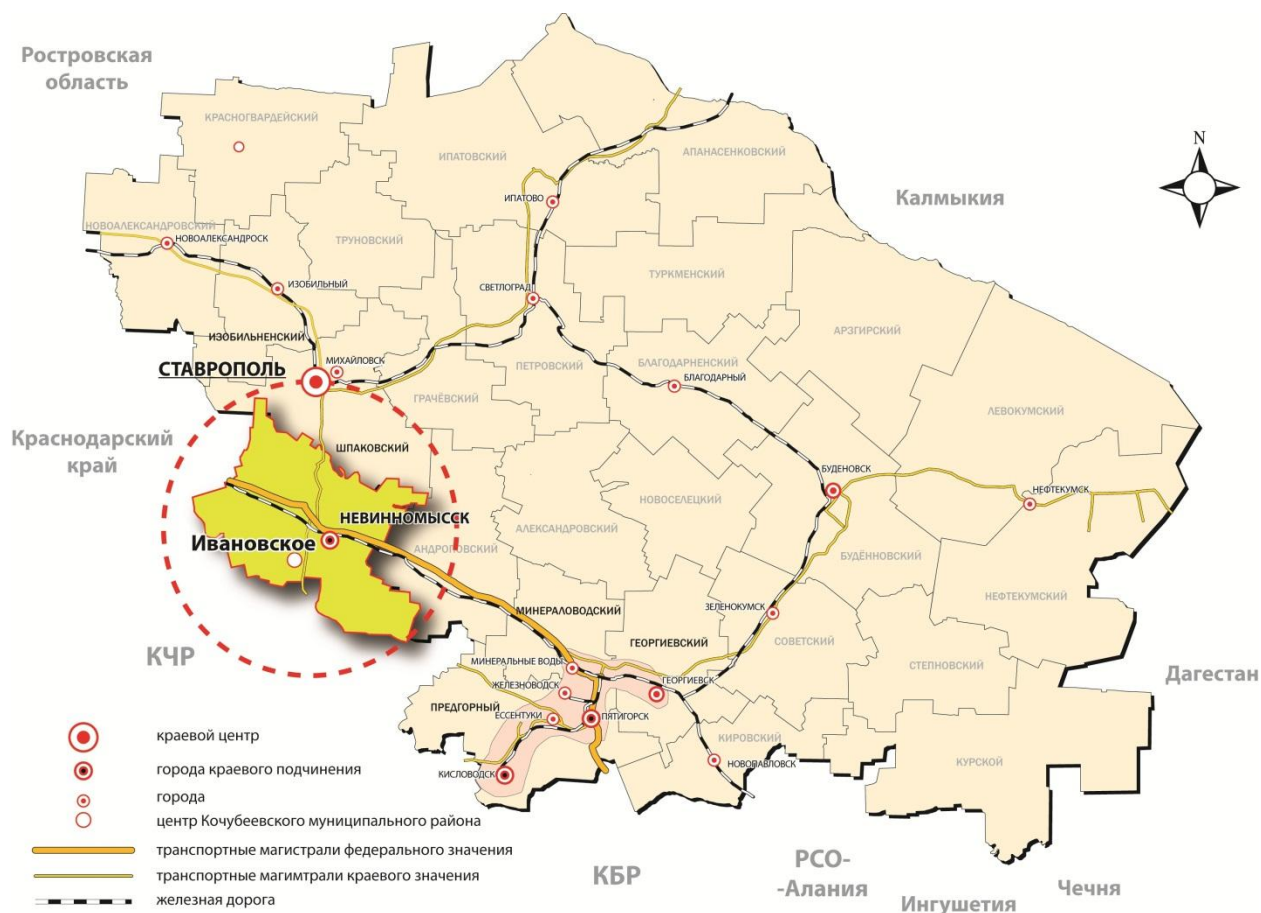 Ростровская
область
КРАСНОГВАРДЕЙСКИЙ
ИПАТОВСКИЙ
АПАНАСЕНКОВСКИЙ
N
Калмыкия
ИПАТОВО
НОВОАЛЕКСАНДРОВСКИЙ
НОВОАЛЕКСАНДРОСК
ТРУНОВСКИЙ
ТУРКМЕНСКИЙ
ИЗОБИЛЬНЫЙ
СВЕТЛОГРАД
АРЗГИРСКИЙ
ИЗОБИЛЬНЕНСКИЙ
МИХАЙЛОВСК
ПЕТРОВСКИЙ
БЛАГОДАРНЕНСКИЙ
СТАВРОПОЛЬ
БЛАГОДАРНЫЙ
ГРАЧЁВСКИЙ
ЛЕВОКУМСКИЙ
Краснодарский
край
ШПАКОВСКИЙ
БУДЕНОВСК
НЕФТЕКУМСК
НОВОСЕЛЕЦКИЙ
НЕВИННОМЫССК
АЛЕКСАНДРОВСКИЙ
Ивановское
АНДРОПОВСКИЙ
БУДЁННОВСКИЙ
НЕФТЕКУМСКИЙ
МИНЕРАЛОВОДСКИЙ
ЗЕЛЕНОКУМСК
ГЕОРГИЕВСКИЙ
СОВЕТСКИЙ
КЧР
СТЕПНОВСКИЙ
МИНЕРАЛЬНЫЕ ВОДЫ
Дагестан
ЖЕЛЕЗНОВОДСК
ГЕОРГИЕВСК
ПРЕДГОРНЫЙ
ЕССЕНТУКИ
ПЯТИГОРСК
КИРОВСКИЙ
КИСЛОВОДСК
НОВОПАВЛОВСК
КУРСКОЙ
краевой центр
города краевого подчинения
города
центр Кочубеевского муниципального района
транспортные магистрали федерального значения
транспортные магимтрали краевого значения
железная дорога
КБР
РСО-
-Алания
Ингушетия
Чечня